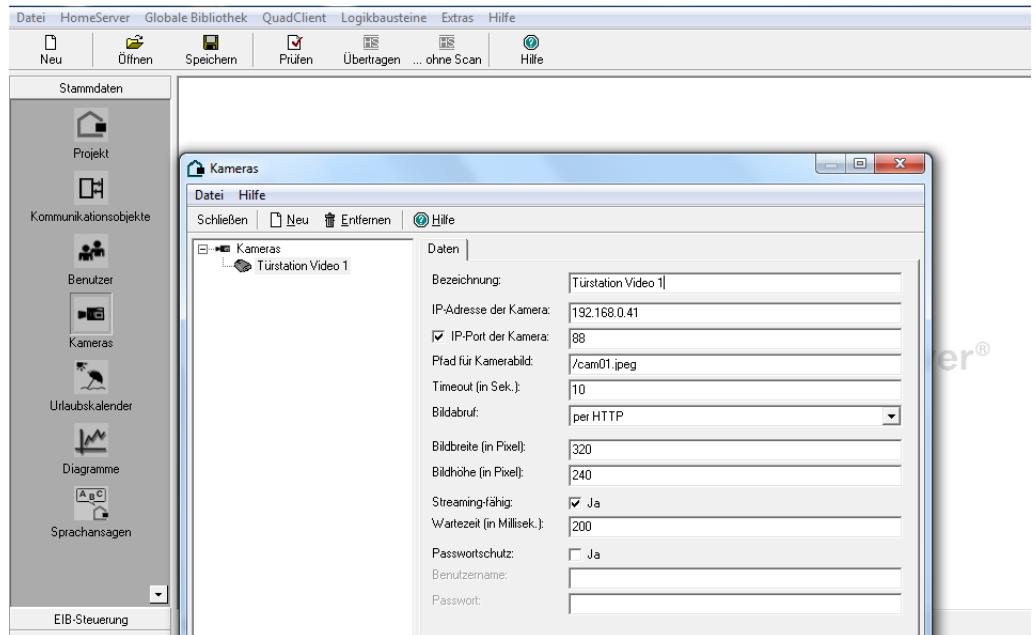 Datei HomeServer Globale Bibliothek QuadClient Logikbausteine Extras Hilfe
Neu Öffnen Speichern Prüfen Übertragen ... ohne Scan Hilfe
Stammdaten
Projekt
Kommunikationsobjekte
Benutzer
Kameras
Urlaubskalender
Diagramme
Sprachansagen
EIB-Steuerung
Kameras
Datei Hilfe
Schließen Neu Entfernen Hilfe
Kameras
Türstation Video 1
Daten
Bezeichnung: Türstation Video 1
IP-Adresse der Kamera: 192.168.0.41
IP-Port der Kamera: 88
Pfad für Kamerabild: /cam01.jpeg
Timeout (in Sek.): 10
Bildabruf: per HTTP
Bildbreite (in Pixel): 320
Bildhöhe (in Pixel): 240
Streaming-fähig: Ja
Wartezeit (in Millisek.): 200
Passwortschutz: Ja
Benutzername:
Passwort:
er®